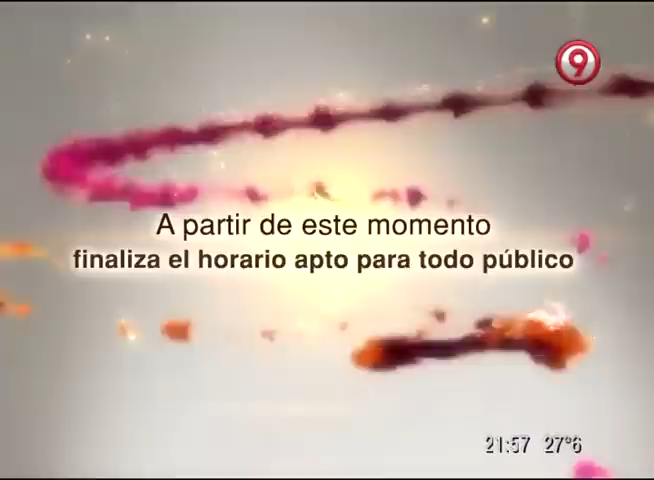 9
A partir de este momento
finaliza el horario apto para todo público
21:57 27°6